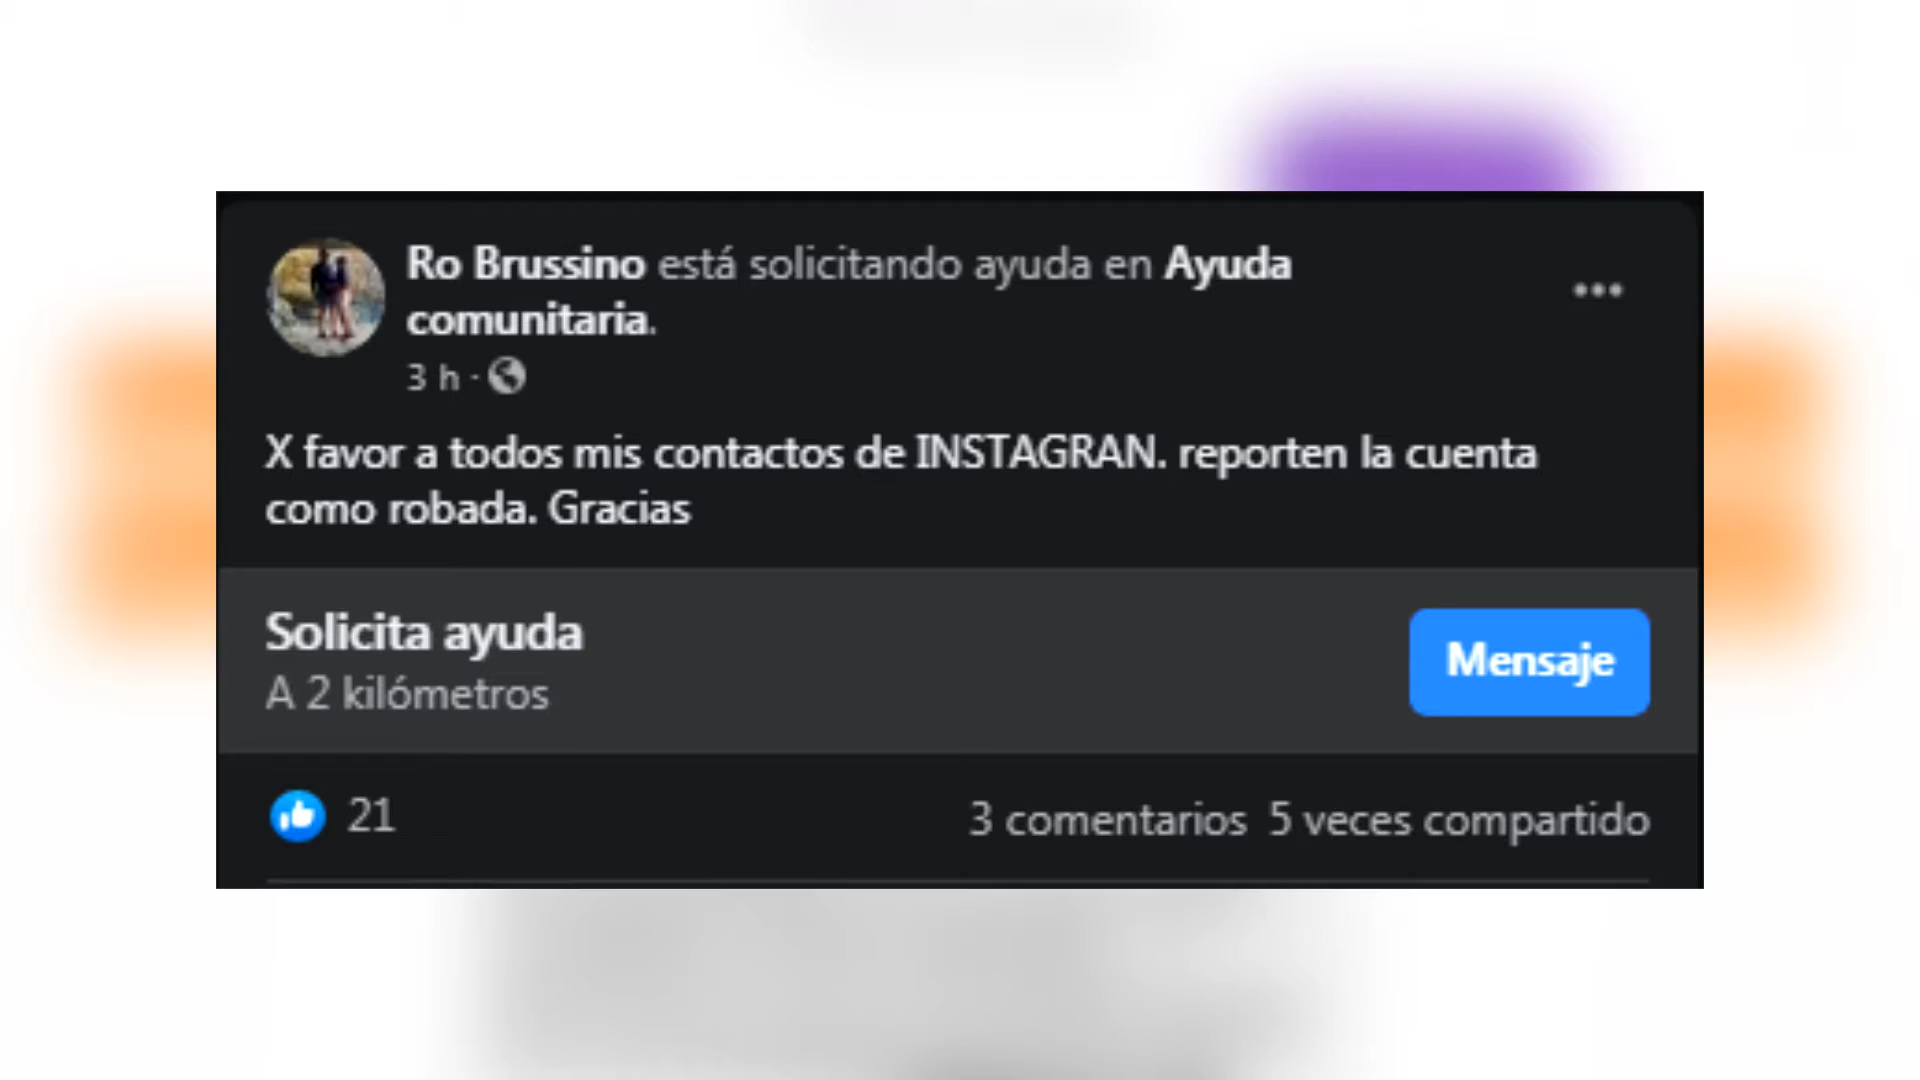 Ro Brussino está solicitando ayuda en Ayuda
comunitaria.
3 h ·
X favor a todos mis contactos de INSTAGRAN. reporten la cuenta
como robada. Gracias
Solicita ayuda
A 2 kilómetros
Mensaje
21
3 comentarios 5 veces compartido